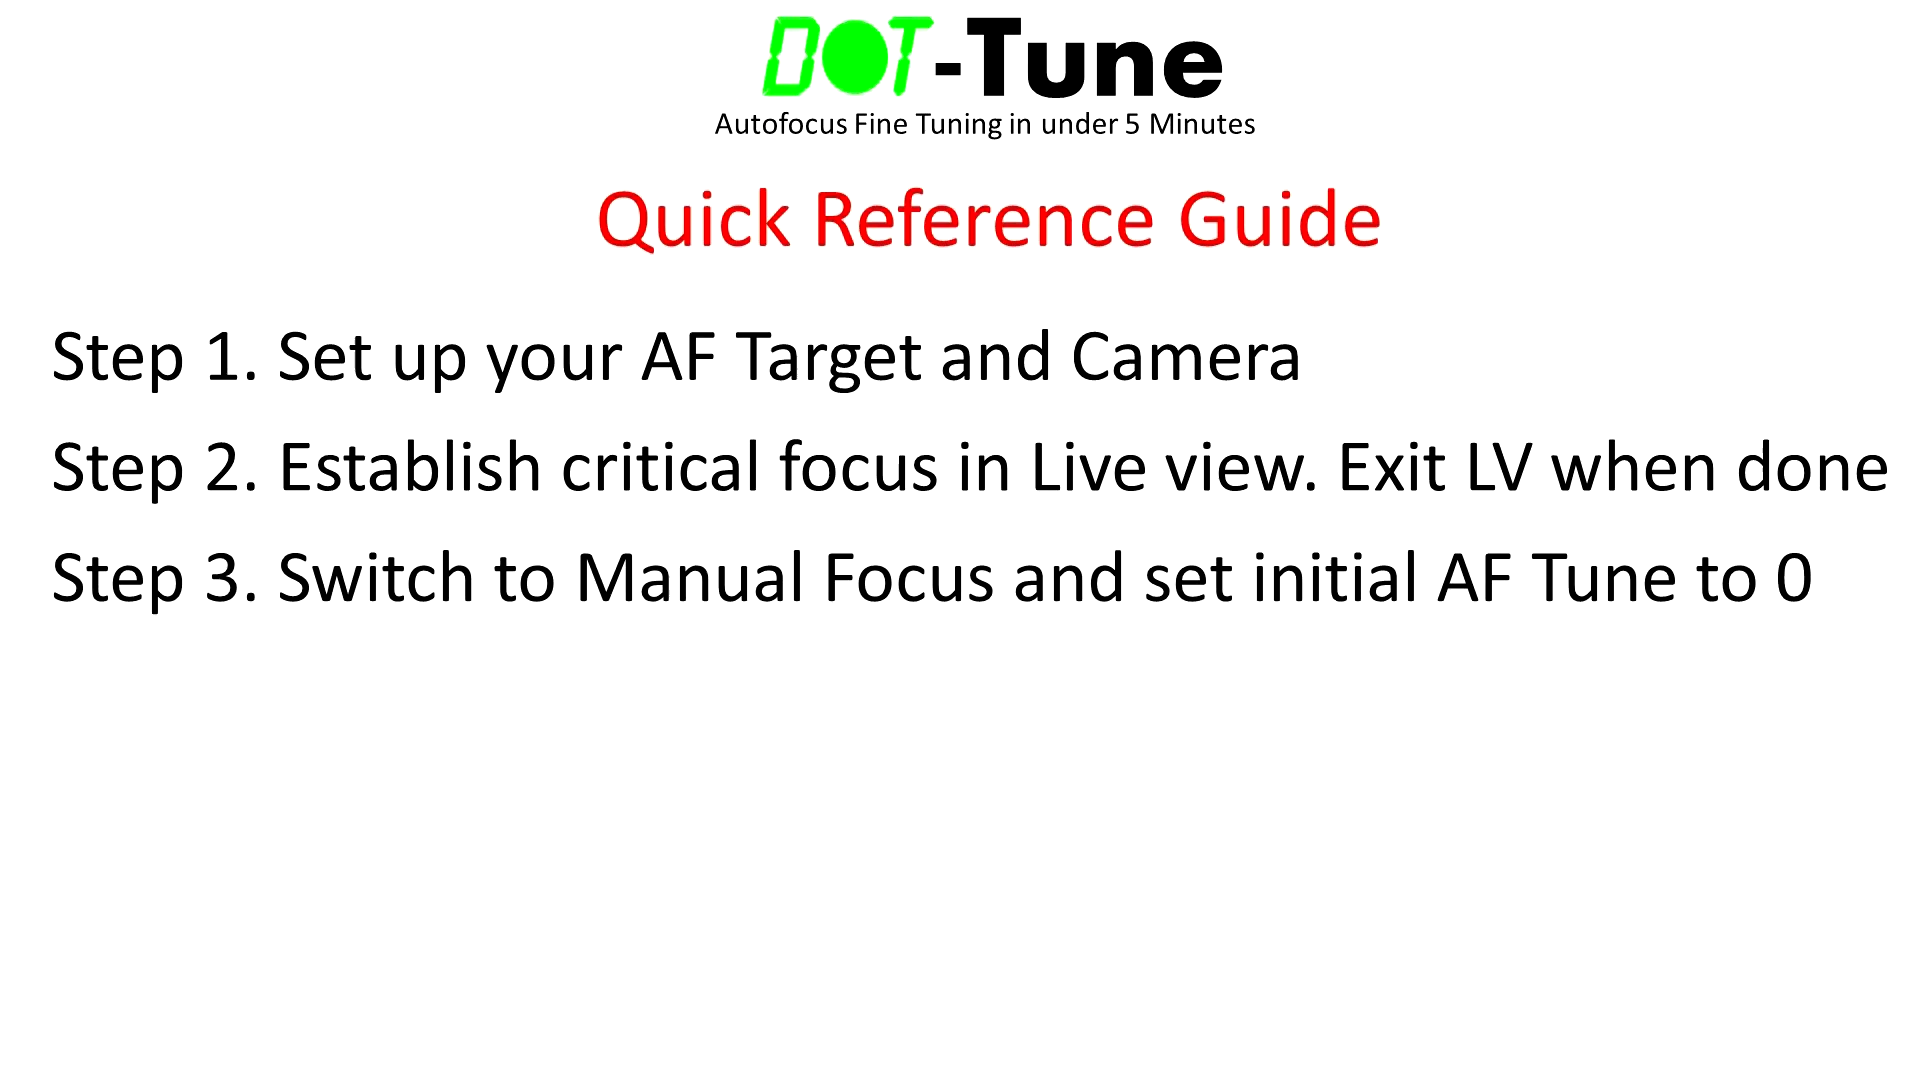 DOT-Tune
Autofocus Fine Tuning in under 5 Minutes
Quick Reference Guide
Step 1. Set up your AF Target and Camera
Step 2. Establish critical focus in Live view. Exit LV when done
Step 3. Switch to Manual Focus and set initial AF Tune to 0